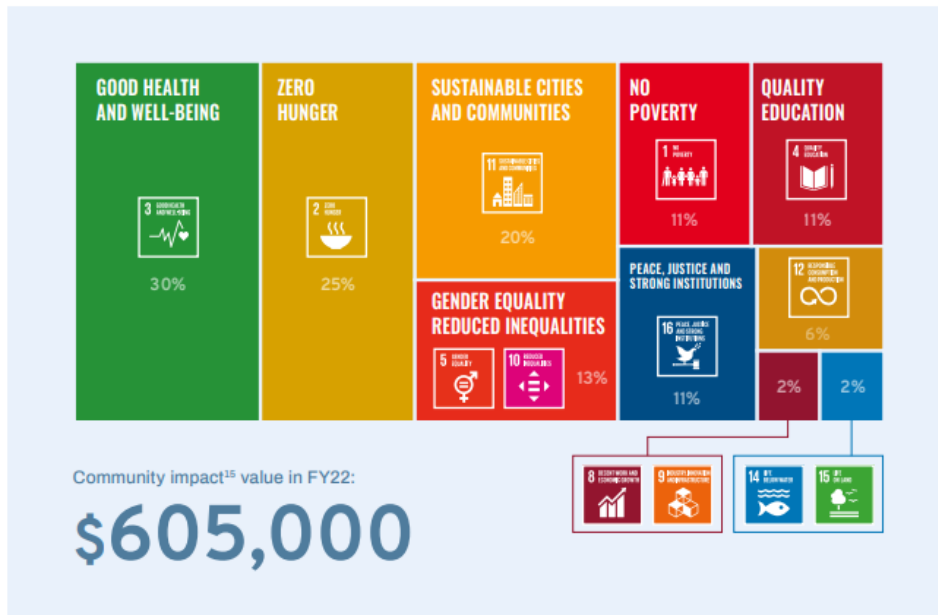 GOOD HEALTH
AND WELL-BEING
3 GOOD HEALTH
AND WELL-BEING
30%
ZERO
HUNGER
2 ZERO
HUNGER
25%
SUSTAINABLE CITIES
AND COMMUNITIES
11 SUSTAINABLE CITIES
AND COMMUNITIES
20%
GENDER EQUALITY
REDUCED INEQUALITIES
5 GENDER
EQUALITY
10 REDUCED
INEQUALITIES
13%
NO
POVERTY
1 NO
POVERTY
11%
QUALITY
EDUCATION
4 QUALITY
EDUCATION
11%
PEACE, JUSTICE AND
STRONG INSTITUTIONS
16 PEACE, JUSTICE
AND STRONG
INSTITUTIONS
11%
12 RESPONSIBLE
CONSUMPTION
AND PRODUCTION
6%
2%
2%
8 DECENT WORK AND
ECONOMIC GROWTH
9 INDUSTRY, INNOVATION
AND INFRASTRUCTURE
14 LIFE
BELOW WATER
15 LIFE
ON LAND
Community impact¹⁵ value in FY22:
$605,000